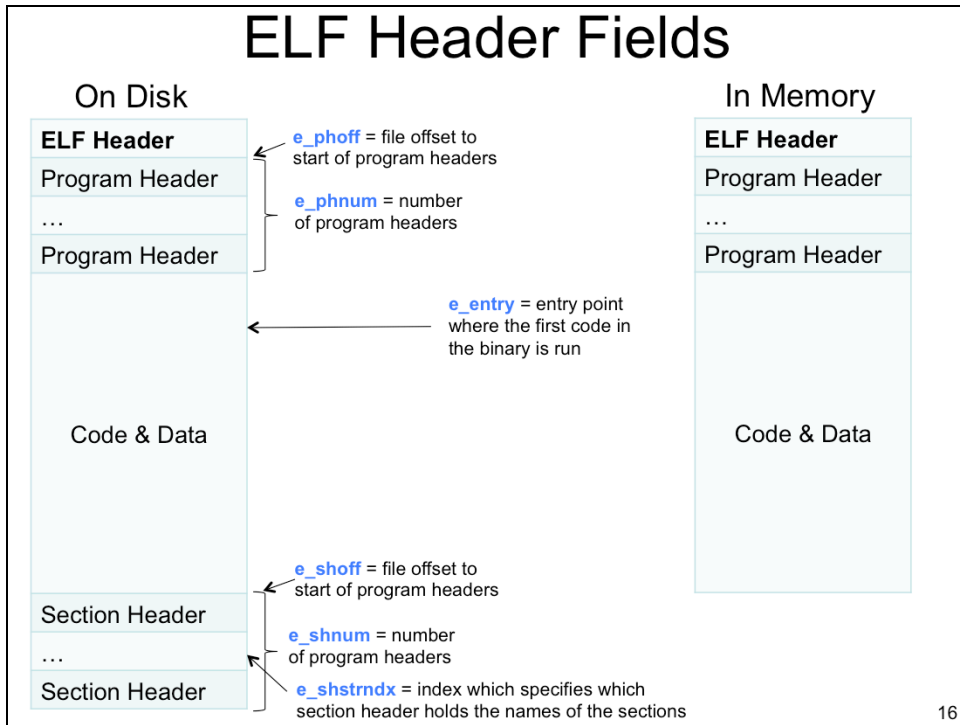 ELF Header Fields
On Disk
ELF Header
Program Header
…
Program Header
Code & Data
Section Header
…
Section Header
e_phoff = file offset to
start of program headers
e_phnum = number
of program headers
e_entry = entry point
where the first code in
the binary is run
e_shoff = file offset to
start of program headers
e_shnum = number
of program headers
e_shstrndx = index which specifies which
section header holds the names of the sections
In Memory
ELF Header
Program Header
…
Program Header
Code & Data
16